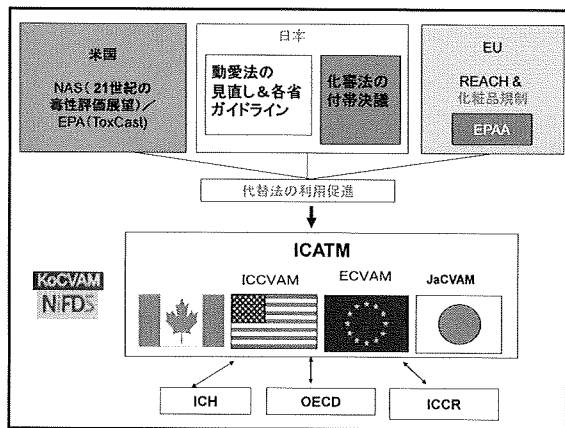 米国
NAS( 21世紀の
毒性評価展望)／
EPA(ToxCast)
日本
動愛法の
見直し&各省
ガイドライン
化審法の
付帯決議
EU
REACH &
化粧品規制
EPAA
代替法の利用促進
ICATM
KoCVAM
NiFDS
ICCVAM
ECVAM
JaCVAM
ICH
OECD
ICCR